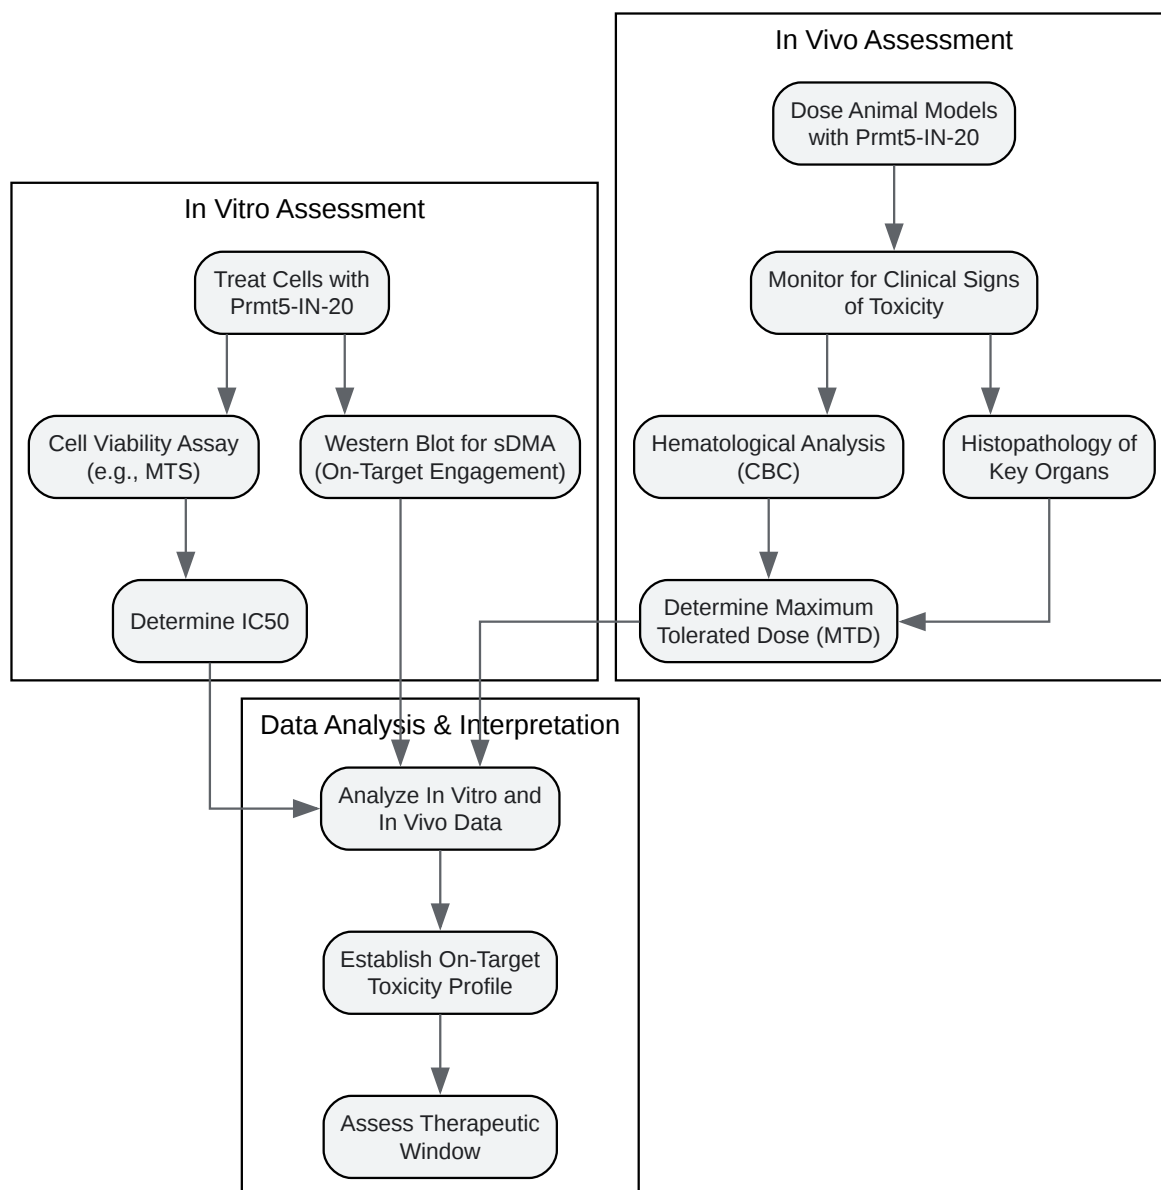 In Vivo Assessment
Dose Animal Models
with Prmt5-IN-20
Monitor for Clinical Signs
of Toxicity
Hematological Analysis
(CBC)
Histopathology of
Key Organs
Determine Maximum
Tolerated Dose (MTD)
In Vitro Assessment
Treat Cells with
Prmt5-IN-20
Cell Viability Assay
(e.g., MTS)
Western Blot for sDMA
(On-Target Engagement)
Determine IC50
Data Analysis & Interpretation
Analyze In Vitro and
In Vivo Data
Establish On-Target
Toxicity Profile
Assess Therapeutic
Window